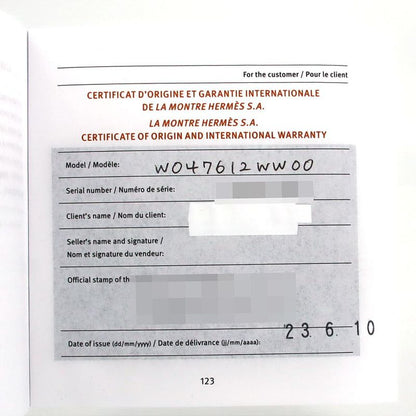 For the customer / Pour le client
CERTIFICAT D'ORIGINE ET GARANTIE INTERNATIONALE
DE LA MONTRE HERMÈS S.A.
LA MONTRE HERMÈS S.A.
CERTIFICATE OF ORIGIN AND INTERNATIONAL WARRANTY
Model / Modèle: W047612WW00
Serial number / Numéro de série:
Client's name / Nom du client:
Seller's name and signature /
Nom et signature du vendeur:
Official stamp of th
Date of issue (dd/mm/yyyy) / Date de délivrance (jj/mm/aaaa): 23.6.10
123